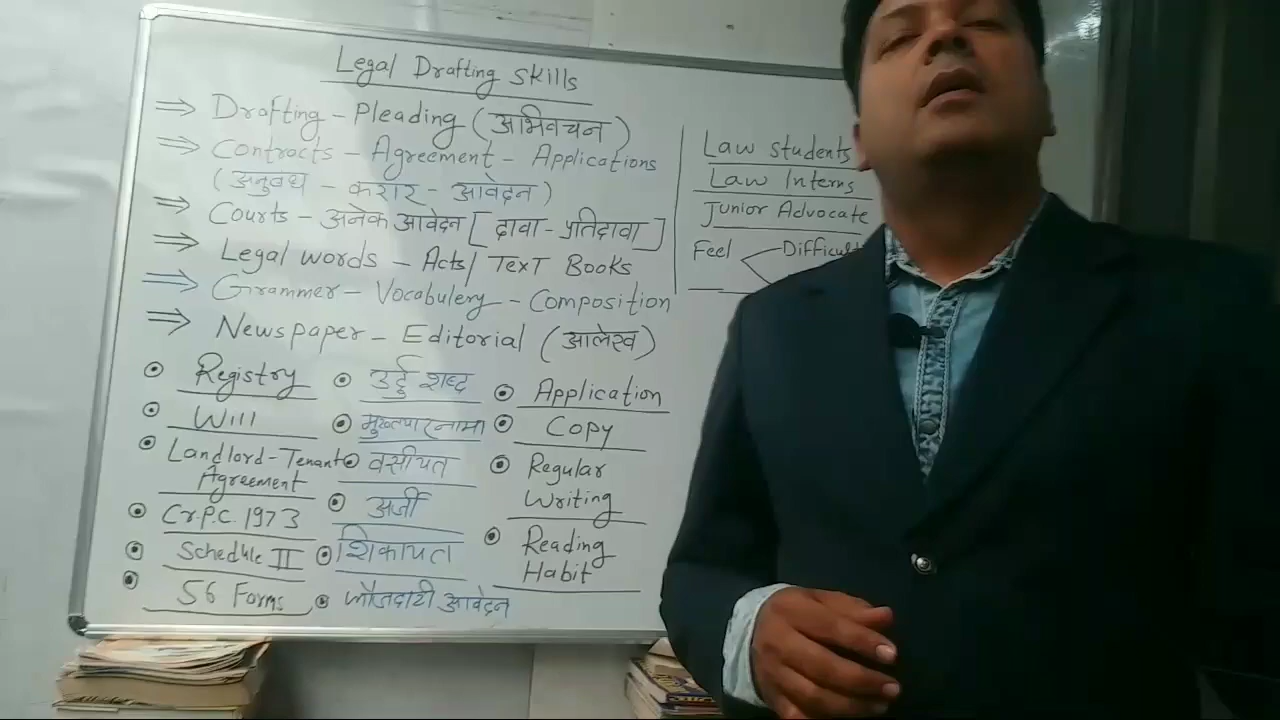 Legal Drafting Skills
⇒ Drafting - Pleading (अभिवचन)
⇒ Contracts - Agreement - Applications
(अनुबंध - करार - आवेदन)
⇒ Courts - अनेक आवेदन [दावा - प्रतिदावा]
⇒ Legal words - Acts/ Text Books
⇒ Grammer - Vocabulery - Composition
⇒ Newspaper - Editorial (आलेख)
Registry
Will
Landlord-Tenant
Agreement
Cr.P.C. 1973
Schedule II
56 Forms
उर्दू शब्द
मुख्त्यारनामा
वसीयत
अर्जी
शिकायत
फौजदारी आवेदन
Application
Copy
Regular
Writing
Reading
Habit
Law students
Law Interns
Junior Advocate
Feel